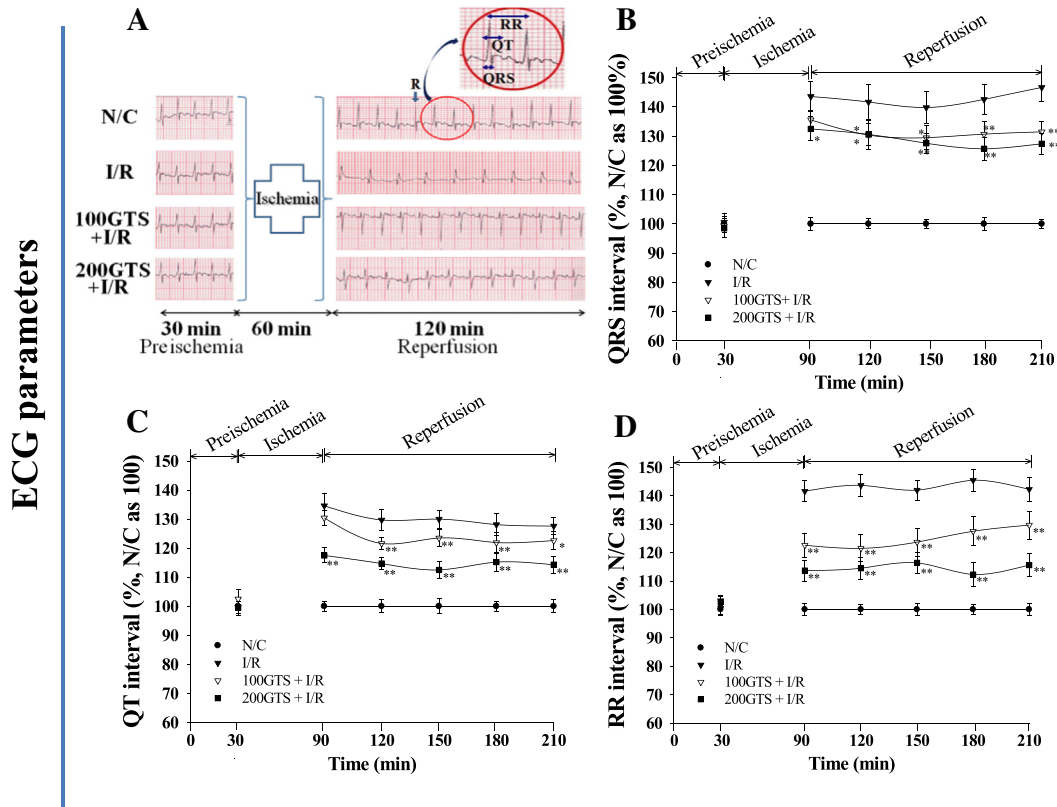 ECG parameters
A
RR
QT
QRS
R
N/C
I/R
100GTS
+I/R
200GTS
+I/R
Ischemia
30 min
60 min
120 min
Preischemia
Reperfusion
B
Preischemia
Ischemia
Reperfusion
QRS interval (%, N/C as 100%)
150
140
130
120
110
100
90
80
70
60
* * * * ** ** ** ** **
N/C
I/R
100GTS+ I/R
200GTS + I/R
0 30 90 120 150 180 210
Time (min)
C
Preischemia
Ischemia
Reperfusion
QT interval (%, N/C as 100)
150
140
130
120
110
100
90
80
70
60
** ** ** *
** ** ** ** **
N/C
I/R
100GTS + I/R
200GTS + I/R
0 30 90 120 150 180 210
Time (min)
D
Preischemia
Ischemia
Reperfusion
RR interval (%, N/C as 100)
150
140
130
120
110
100
90
80
70
60
** ** ** ** **
** ** ** ** **
N/C
I/R
100GTS + I/R
200GTS + I/R
0 30 90 120 150 180 210
Time (min)